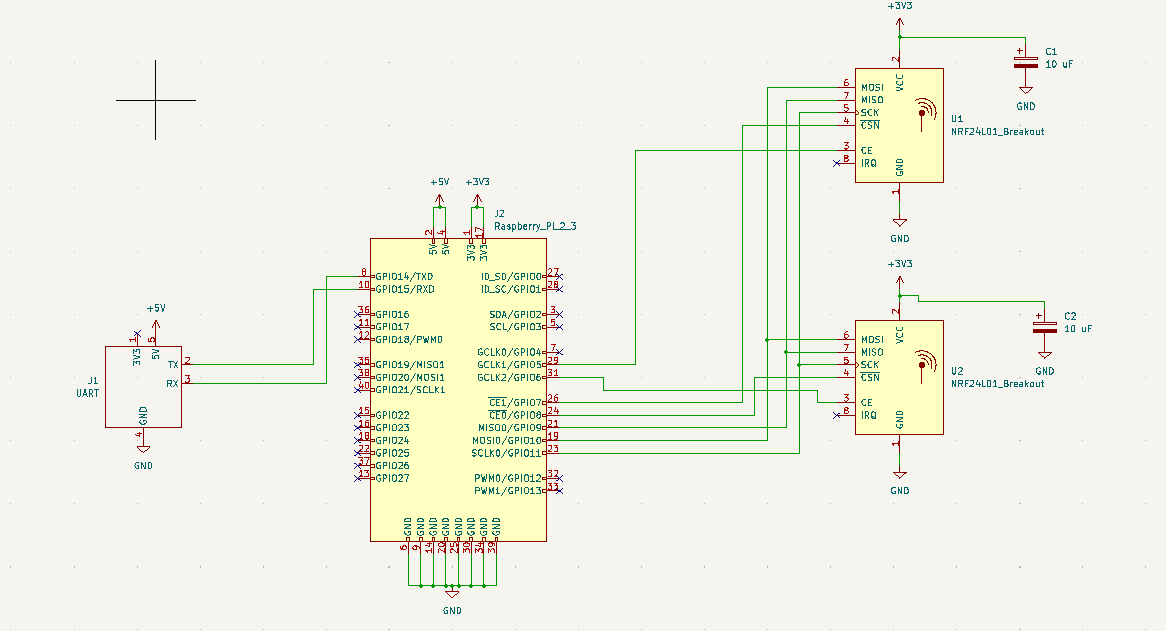 +3V3
C1
10 uF
GND
2
VCC
6 MOSI
7 MISO
5 SCK
4 CSN
3 CE
8 IRQ
GND
1
U1
NRF24L01_Breakout
GND
+5V
+3V3
J2
Raspberry_Pi_2_3
2 4 1 17
5V 5V 3V3 3V3
8 GPIO14/TXD
10 GPIO15/RXD
36 GPIO16
11 GPIO17
12 GPIO18/PWM0
35 GPIO19/MISO1
38 GPIO20/MOSI1
40 GPIO21/SCLK1
15 GPIO22
16 GPIO23
18 GPIO24
22 GPIO25
37 GPIO26
13 GPIO27
ID_SD/GPIO0 27
ID_SC/GPIO1 28
SDA/GPIO2 3
SCL/GPIO3 5
GCLK0/GPIO4 7
GCLK1/GPIO5 29
GCLK2/GPIO6 31
CE1/GPIO7 26
CE0/GPIO8 24
MISO0/GPIO9 21
MOSI0/GPIO10 19
SCLK0/GPIO11 23
PWM0/GPIO12 32
PWM1/GPIO13 33
GND GND GND GND GND GND GND GND
6 9 14 20 25 30 34 39
GND
+5V
1 5
3V3 5V
TX 2
RX 3
J1
UART
GND
4
GND
+3V3
C2
10 uF
GND
2
VCC
6 MOSI
7 MISO
5 SCK
4 CSN
3 CE
8 IRQ
GND
1
U2
NRF24L01_Breakout
GND